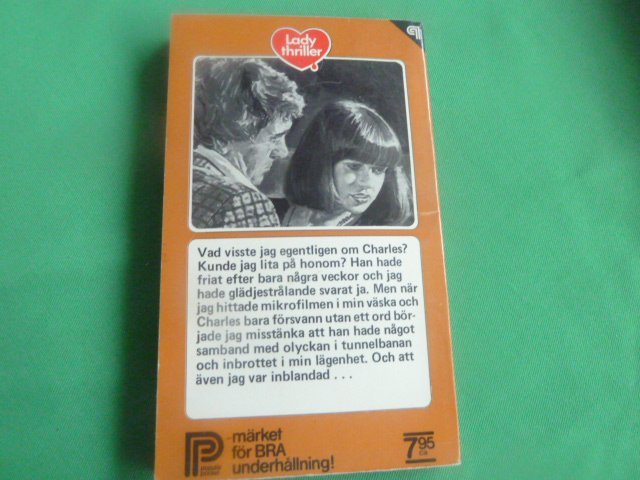 Lady
thriller
Vad visste jag egentligen om Charles?
Kunde jag lita på honom? Han hade
friat efter bara några veckor och jag
hade glädjestrålande svarat ja. Men när
jag hittade mikrofilmen i min väska och
Charles bara försvann utan ett ord bör-
jade jag misstänka att han hade något
samband med olyckan i tunnelbanan
och inbrottet i min lägenhet. Och att
även jag var inblandad . . .
märket
för BRA
underhållning!
7 95
ca